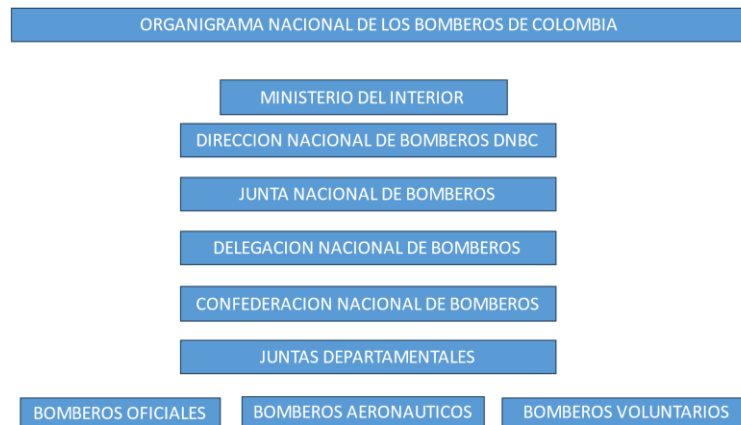 ORGANIGRAMA NACIONAL DE LOS BOMBEROS DE COLOMBIA
MINISTERIO DEL INTERIOR
DIRECCION NACIONAL DE BOMBEROS DNBC
JUNTA NACIONAL DE BOMBEROS
DELEGACION NACIONAL DE BOMBEROS
CONFEDERACION NACIONAL DE BOMBEROS
JUNTAS DEPARTAMENTALES
BOMBEROS OFICIALES
BOMBEROS AERONAUTICOS
BOMBEROS VOLUNTARIOS